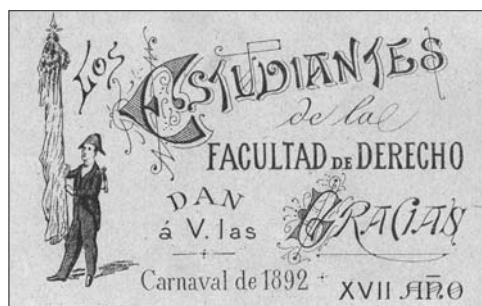 LOS
ESTUDIANTES
de la
FACULTAD DE DERECHO
DAN
á V. las
GRACIAS
Carnaval de 1892
XVII AÑO